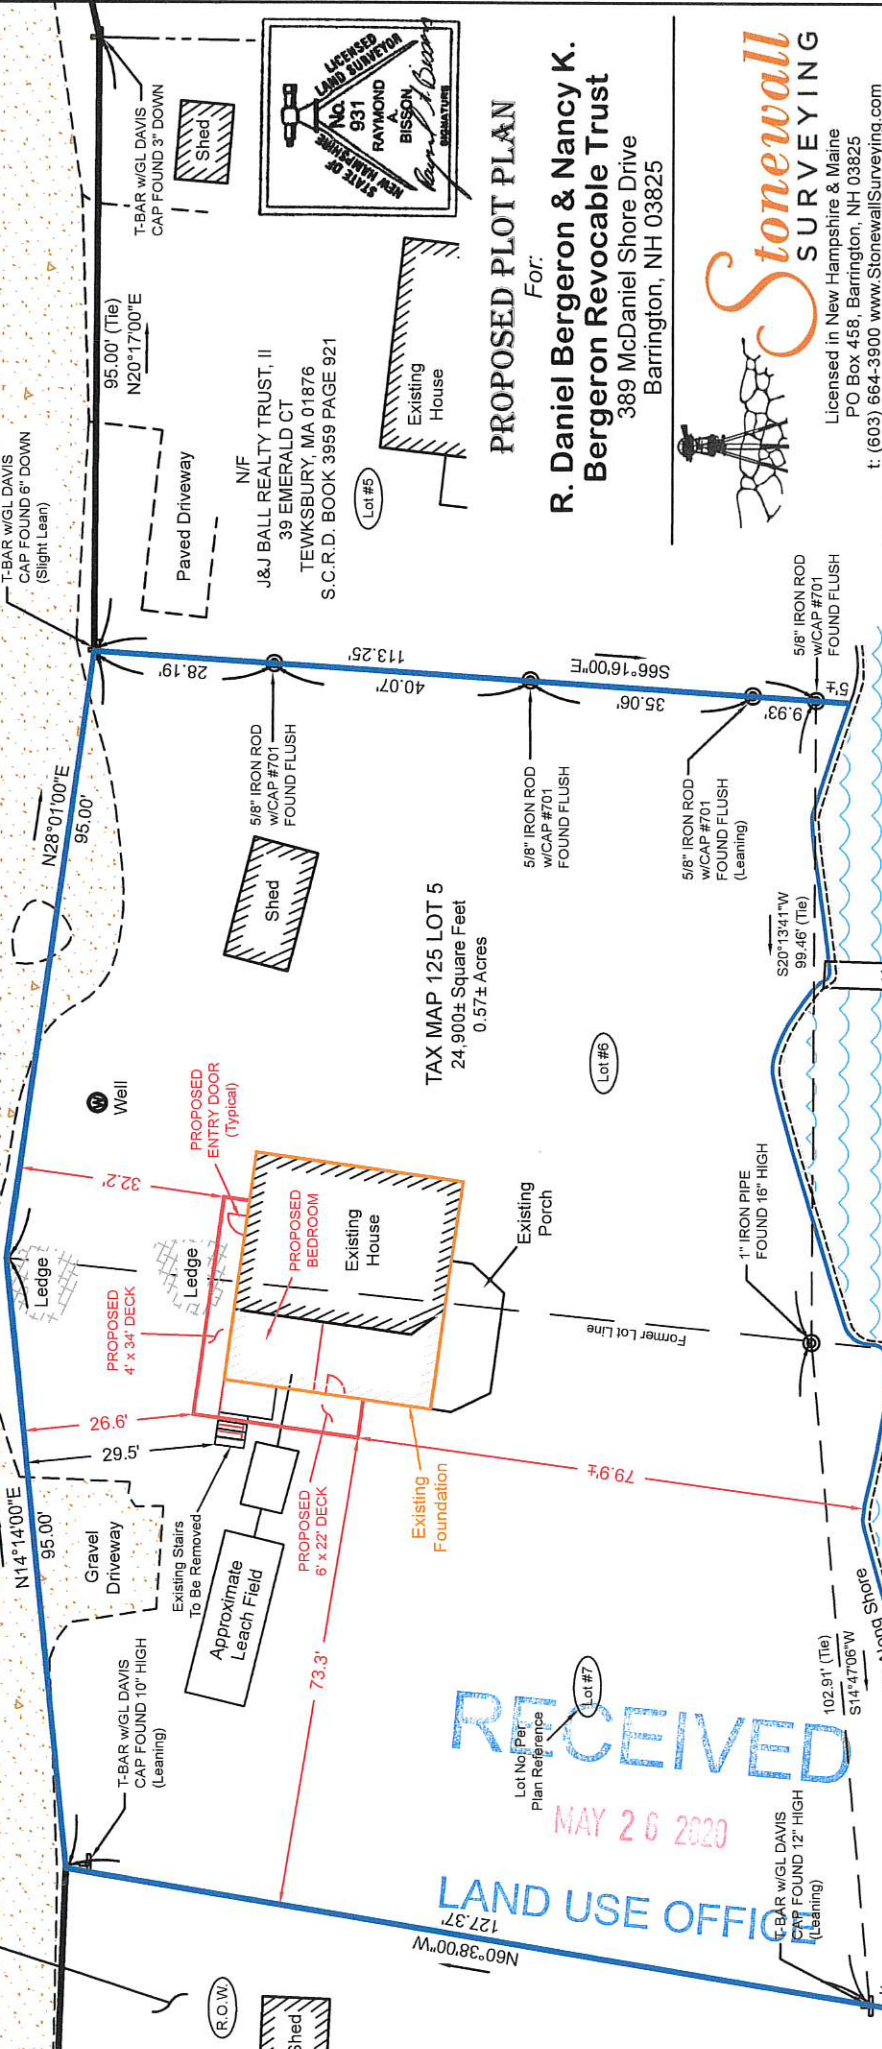 T-BAR w/GL DAVIS
CAP FOUND 3" DOWN
Shed
95.00' (Tie)
N20°17'00"E
T-BAR w/GL DAVIS
CAP FOUND 6" DOWN
(Slight Lean)
Paved Driveway
N/F
J&J BALL REALTY TRUST, II
39 EMERALD CT
TEWKSBURY, MA 01876
S.C.R.D. BOOK 3959 PAGE 921
Lot #5
Existing
House
STATE OF
NEW HAMPSHIRE
LICENSED
LAND SURVEYOR
No.
931
RAYMOND
A.
BISSON
SIGNATURE
PROPOSED PLOT PLAN
For:
R. Daniel Bergeron & Nancy K.
Bergeron Revocable Trust
389 McDaniel Shore Drive
Barrington, NH 03825
Stonewall
SURVEYING
Licensed in New Hampshire & Maine
PO Box 458, Barrington, NH 03825
t: (603) 664-3900 www.StonewallSurveying.com
N28°01'00"E
95.00'
28.19'
113.25'
40.07'
35.06'
S66°16'00"E
9.93'
5'±
5/8" IRON ROD
w/CAP #701
FOUND FLUSH
5/8" IRON ROD
w/CAP #701
FOUND FLUSH
5/8" IRON ROD
w/CAP #701
FOUND FLUSH
(Leaning)
5/8" IRON ROD
w/CAP #701
FOUND FLUSH
Shed
TAX MAP 125 LOT 5
24,900± Square Feet
0.57± Acres
Lot #6
S20°13'41"W
99.46' (Tie)
W
Well
32.2'
PROPOSED
ENTRY DOOR
(Typical)
Ledge
Ledge
PROPOSED
4' x 34' DECK
PROPOSED
BEDROOM
Existing
House
Existing
Porch
1" IRON PIPE
FOUND 16" HIGH
Former Lot Line
26.6'
29.5'
N14°14'00"E
95.00'
Gravel
Driveway
Existing Stairs
To Be Removed
Approximate
Leach Field
PROPOSED
6' x 22' DECK
Existing
Foundation
79.9'±
73.3'
T-BAR w/GL DAVIS
CAP FOUND 10" HIGH
(Leaning)
Lot No. Per
Plan Reference
Lot #7
102.91' (Tie)
S14°47'06"W
Along Shore
RECEIVED
MAY 26 2020
LAND USE OFFICE
127.37'
N60°38'00"W
T-BAR w/GL DAVIS
CAP FOUND 12" HIGH
(Leaning)
R.O.W.
Shed